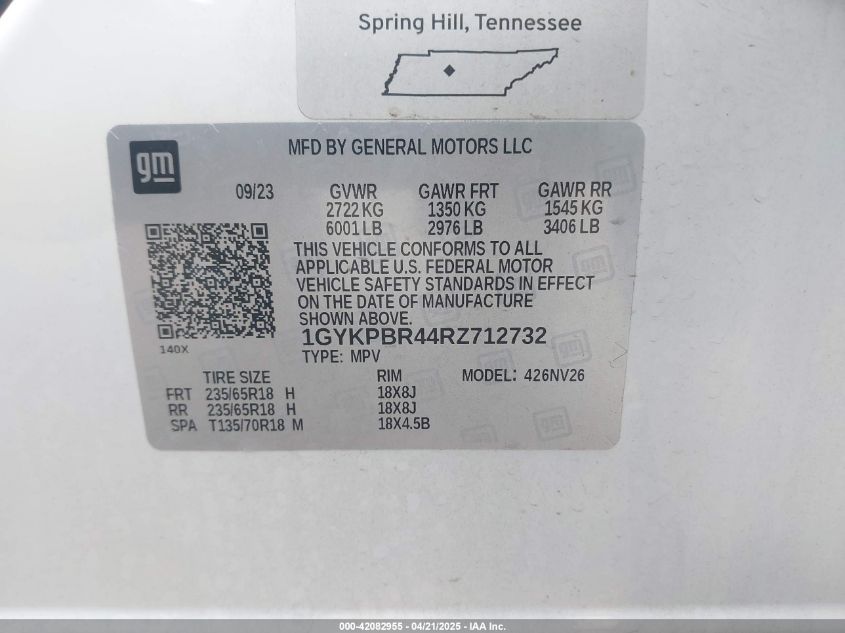 Spring Hill, Tennessee
gm
MFD BY GENERAL MOTORS LLC
09/23 GVWR GAWR FRT GAWR RR
2722 KG 1350 KG 1545 KG
6001 LB 2976 LB 3406 LB
THIS VEHICLE CONFORMS TO ALL
APPLICABLE U.S. FEDERAL MOTOR
VEHICLE SAFETY STANDARDS IN EFFECT
ON THE DATE OF MANUFACTURE
SHOWN ABOVE.
1GYKPBR44RZ712732
140X
TYPE: MPV
TIRE SIZE RIM MODEL: 426NV26
FRT 235/65R18 H 18X8J
RR 235/65R18 H 18X8J
SPA T135/70R18 M 18X4.5B
000-42082955 - 04/21/2025 - IAA Inc.